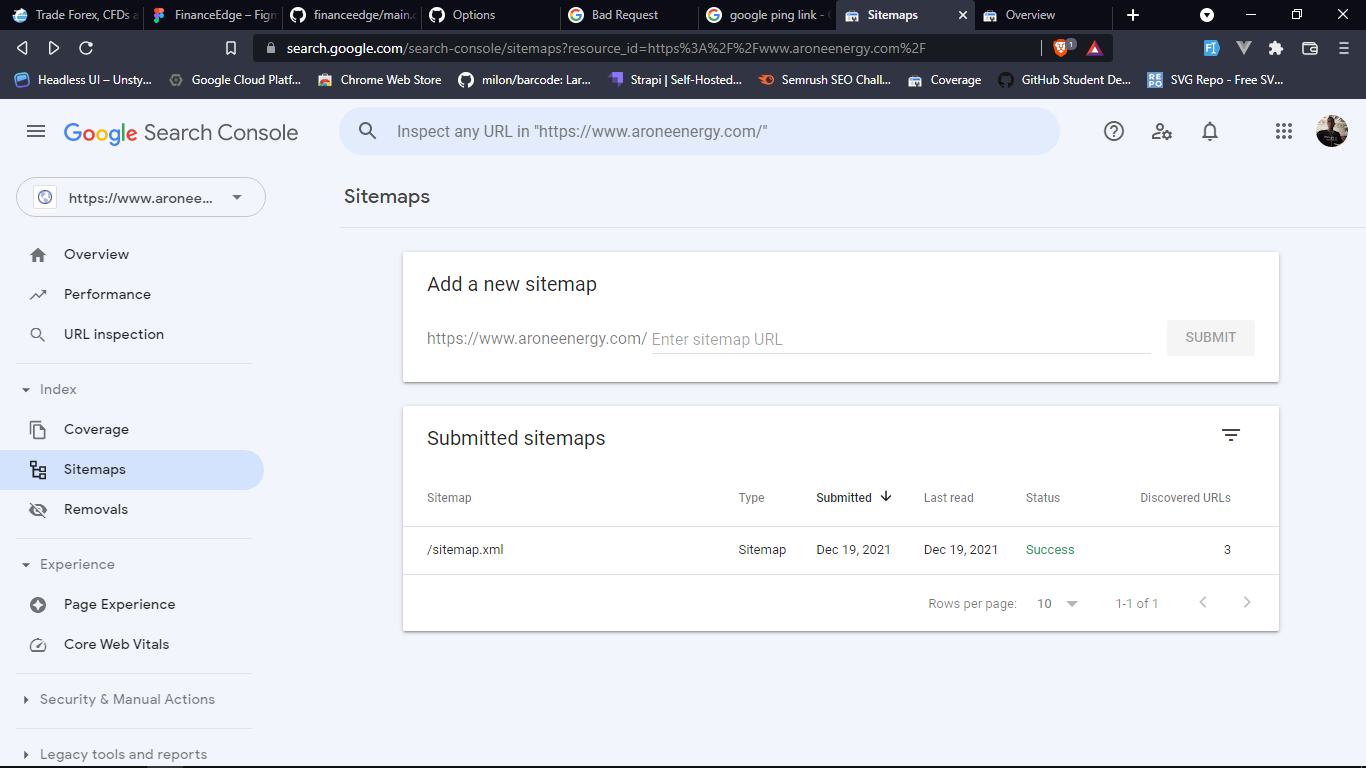 Trade Forex, CFDs a
FinanceEdge – Figm
financeedge/main.c
Options
Bad Request
google ping link - G
Sitemaps
Overview
search.google.com/search-console/sitemaps?resource_id=https%3A%2F%2Fwww.aroneenergy.com%2F
1
Headless UI – Unsty...
Google Cloud Platf...
Chrome Web Store
milon/barcode: Lar...
Strapi | Self-Hosted...
Semrush SEO Chall...
Coverage
GitHub Student De...
SVG Repo - Free SV...
Google Search Console
Inspect any URL in "https://www.aroneenergy.com/"
https://www.aronee...
Sitemaps
Overview
Performance
URL inspection
Index
Coverage
Sitemaps
Removals
Experience
Page Experience
Core Web Vitals
Security & Manual Actions
Legacy tools and reports
Add a new sitemap
https://www.aroneenergy.com/ Enter sitemap URL
SUBMIT
Submitted sitemaps
Sitemap Type Submitted Last read Status Discovered URLs
/sitemap.xml Sitemap Dec 19, 2021 Dec 19, 2021 Success 3
Rows per page: 10 1-1 of 1